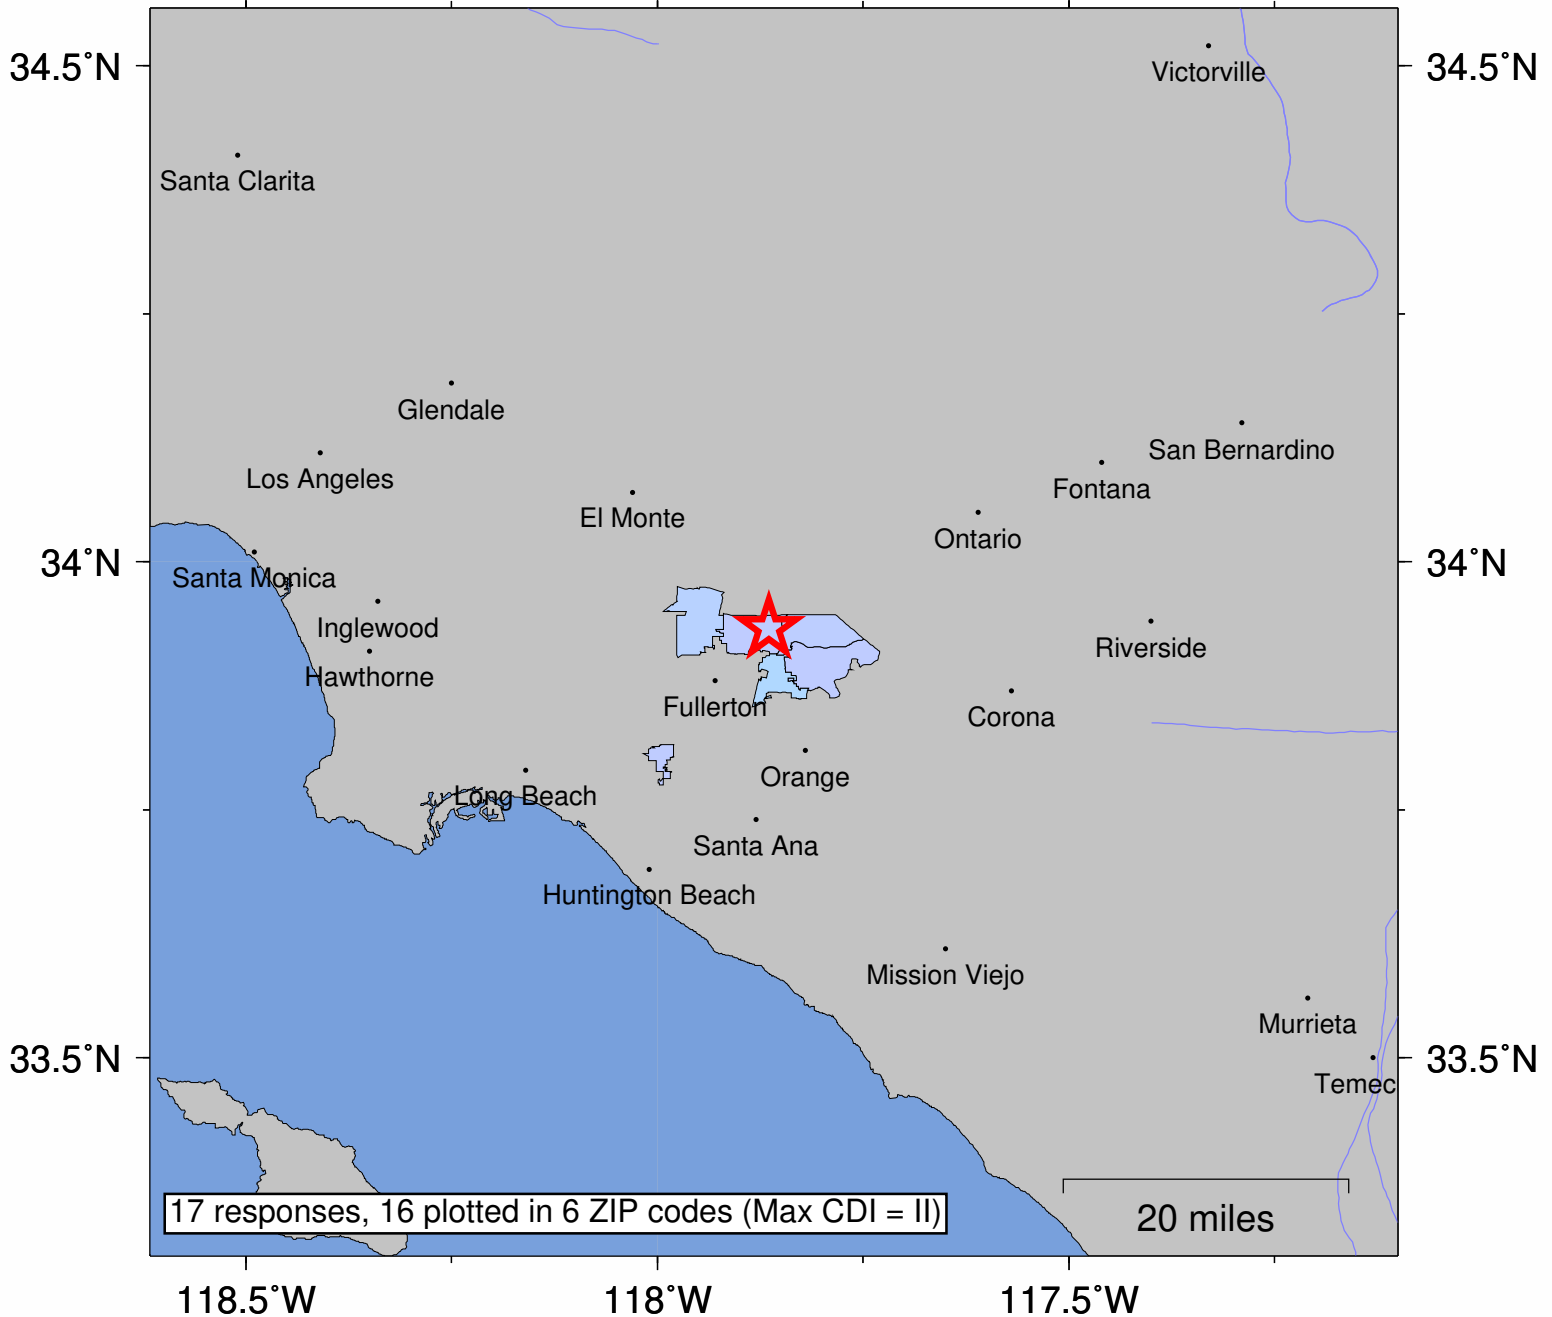 34.5˚N
34.5˚N
Victorville
Santa Clarita
Glendale
San Bernardino
Los Angeles
Fontana
El Monte
Ontario
34˚N
34˚N
Santa Monica
Inglewood
Riverside
Hawthorne
Fullerton
Corona
Orange
Long Beach
Santa Ana
Huntington Beach
Mission Viejo
Murrieta
33.5˚N
33.5˚N
Temec
17 responses, 16 plotted in 6 ZIP codes (Max CDI = II)
20 miles
118.5˚W
118˚W
117.5˚W